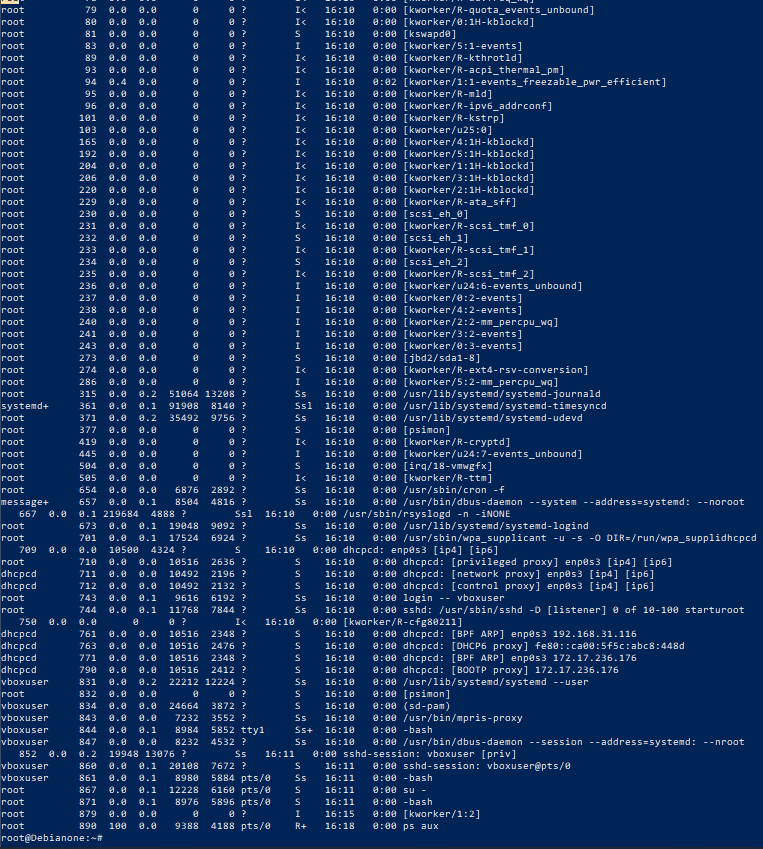 root 79 0.0 0.0 0 0 ? I< 16:10 0:00 [kworker/R-quota_events_unbound]
root 80 0.0 0.0 0 0 ? I< 16:10 0:00 [kworker/0:1H-kblockd]
root 81 0.0 0.0 0 0 ? S 16:10 0:00 [kswapd0]
root 83 0.0 0.0 0 0 ? I 16:10 0:00 [kworker/5:1-events]
root 89 0.0 0.0 0 0 ? I< 16:10 0:00 [kworker/R-kthrotld]
root 93 0.0 0.0 0 0 ? I< 16:10 0:00 [kworker/R-acpi_thermal_pm]
root 94 0.4 0.0 0 0 ? I 16:10 0:02 [kworker/1:1-events_freezable_pwr_efficient]
root 95 0.0 0.0 0 0 ? I< 16:10 0:00 [kworker/R-mld]
root 96 0.0 0.0 0 0 ? I< 16:10 0:00 [kworker/R-ipv6_addrconf]
root 101 0.0 0.0 0 0 ? I< 16:10 0:00 [kworker/R-kstrp]
root 103 0.0 0.0 0 0 ? I< 16:10 0:00 [kworker/u25:0]
root 165 0.0 0.0 0 0 ? I< 16:10 0:00 [kworker/4:1H-kblockd]
root 192 0.0 0.0 0 0 ? I< 16:10 0:00 [kworker/5:1H-kblockd]
root 204 0.0 0.0 0 0 ? I< 16:10 0:00 [kworker/1:1H-kblockd]
root 206 0.0 0.0 0 0 ? I< 16:10 0:00 [kworker/3:1H-kblockd]
root 220 0.0 0.0 0 0 ? I< 16:10 0:00 [kworker/2:1H-kblockd]
root 229 0.0 0.0 0 0 ? I< 16:10 0:00 [kworker/R-ata_sff]
root 230 0.0 0.0 0 0 ? S 16:10 0:00 [scsi_eh_0]
root 231 0.0 0.0 0 0 ? I< 16:10 0:00 [kworker/R-scsi_tmf_0]
root 232 0.0 0.0 0 0 ? S 16:10 0:00 [scsi_eh_1]
root 233 0.0 0.0 0 0 ? I< 16:10 0:00 [kworker/R-scsi_tmf_1]
root 234 0.0 0.0 0 0 ? S 16:10 0:00 [scsi_eh_2]
root 235 0.0 0.0 0 0 ? I< 16:10 0:00 [kworker/R-scsi_tmf_2]
root 236 0.0 0.0 0 0 ? I 16:10 0:00 [kworker/u24:6-events_unbound]
root 237 0.0 0.0 0 0 ? I 16:10 0:00 [kworker/0:2-events]
root 238 0.0 0.0 0 0 ? I 16:10 0:00 [kworker/4:2-events]
root 240 0.0 0.0 0 0 ? I 16:10 0:00 [kworker/2:2-mm_percpu_wq]
root 241 0.0 0.0 0 0 ? I 16:10 0:00 [kworker/3:2-events]
root 243 0.0 0.0 0 0 ? I 16:10 0:00 [kworker/0:3-events]
root 273 0.0 0.0 0 0 ? S 16:10 0:00 [jbd2/sda1-8]
root 274 0.0 0.0 0 0 ? I< 16:10 0:00 [kworker/R-ext4-rsv-conversion]
root 286 0.0 0.0 0 0 ? I 16:10 0:00 [kworker/5:2-mm_percpu_wq]
root 315 0.0 0.2 51064 13208 ? Ss 16:10 0:00 /usr/lib/systemd/systemd-journald
systemd+ 361 0.0 0.1 91908 8140 ? Ssl 16:10 0:00 /usr/lib/systemd/systemd-timesyncd
root 371 0.0 0.2 35492 9756 ? Ss 16:10 0:00 /usr/lib/systemd/systemd-udevd
root 377 0.0 0.0 0 0 ? S 16:10 0:00 [psimon]
root 419 0.0 0.0 0 0 ? I< 16:10 0:00 [kworker/R-cryptd]
root 445 0.0 0.0 0 0 ? I 16:10 0:00 [kworker/u24:7-events_unbound]
root 504 0.0 0.0 0 0 ? S 16:10 0:00 [irq/18-vmwgfx]
root 505 0.0 0.0 0 0 ? I< 16:10 0:00 [kworker/R-ttm]
root 654 0.0 0.0 6876 2892 ? Ss 16:10 0:00 /usr/sbin/cron -f
message+ 657 0.0 0.1 8504 4816 ? Ss 16:10 0:00 /usr/bin/dbus-daemon --system --address=systemd: --noroot
667 0.0 0.1 219684 4888 ? Ssl 16:10 0:00 /usr/sbin/rsyslogd -n -iNONE
root 673 0.0 0.1 19048 9092 ? Ss 16:10 0:00 /usr/lib/systemd/systemd-logind
root 701 0.0 0.1 17524 6924 ? Ss 16:10 0:00 /usr/sbin/wpa_supplicant -u -s -O DIR=/run/wpa_supplidhcpcd
709 0.0 0.0 10500 4324 ? S 16:10 0:00 dhcpcd: enp0s3 [ip4] [ip6]
root 710 0.0 0.0 10516 2636 ? S 16:10 0:00 dhcpcd: [privileged proxy] enp0s3 [ip4] [ip6]
dhcpcd 711 0.0 0.0 10492 2196 ? S 16:10 0:00 dhcpcd: [network proxy] enp0s3 [ip4] [ip6]
dhcpcd 712 0.0 0.0 10492 2132 ? S 16:10 0:00 dhcpcd: [control proxy] enp0s3 [ip4] [ip6]
root 743 0.0 0.1 9616 6192 ? Ss 16:10 0:00 login -- vboxuser
root 744 0.0 0.1 11768 7844 ? Ss 16:10 0:00 sshd: /usr/sbin/sshd -D [listener] 0 of 10-100 starturoot
750 0.0 0.0 0 0 ? I< 16:10 0:00 [kworker/R-cfg80211]
dhcpcd 761 0.0 0.0 10516 2348 ? S 16:10 0:00 dhcpcd: [BPF ARP] enp0s3 192.168.31.116
dhcpcd 763 0.0 0.0 10516 2476 ? S 16:10 0:00 dhcpcd: [DHCP6 proxy] fe80::ca00:5f5c:abc8:448d
dhcpcd 771 0.0 0.0 10516 2348 ? S 16:10 0:00 dhcpcd: [BPF ARP] enp0s3 172.17.236.176
dhcpcd 790 0.0 0.0 10516 2412 ? S 16:10 0:00 dhcpcd: [BOOTP proxy] 172.17.236.176
vboxuser 831 0.0 0.2 22212 12224 ? Ss 16:10 0:00 /usr/lib/systemd/systemd --user
root 832 0.0 0.0 0 0 ? S 16:10 0:00 [psimon]
vboxuser 834 0.0 0.0 24664 3872 ? S 16:10 0:00 (sd-pam)
vboxuser 843 0.0 0.0 7232 3552 ? Ss 16:10 0:00 /usr/bin/mpris-proxy
vboxuser 844 0.0 0.1 8984 5852 tty1 Ss+ 16:10 0:00 -bash
vboxuser 847 0.0 0.0 8232 4532 ? Ss 16:10 0:00 /usr/bin/dbus-daemon --session --address=systemd: --nroot
852 0.0 0.2 19948 13076 ? Ss 16:11 0:00 sshd-session: vboxuser [priv]
vboxuser 860 0.0 0.1 20108 7672 ? S 16:11 0:00 sshd-session: vboxuser@pts/0
vboxuser 861 0.0 0.1 8980 5884 pts/0 Ss 16:11 0:00 -bash
root 867 0.0 0.1 12228 6160 pts/0 S 16:11 0:00 su -
root 871 0.0 0.1 8976 5896 pts/0 S 16:11 0:00 -bash
root 879 0.0 0.0 0 0 ? I 16:15 0:00 [kworker/1:2]
root 890 100 0.0 9388 4188 pts/0 R+ 16:18 0:00 ps aux
root@Debianone:~#